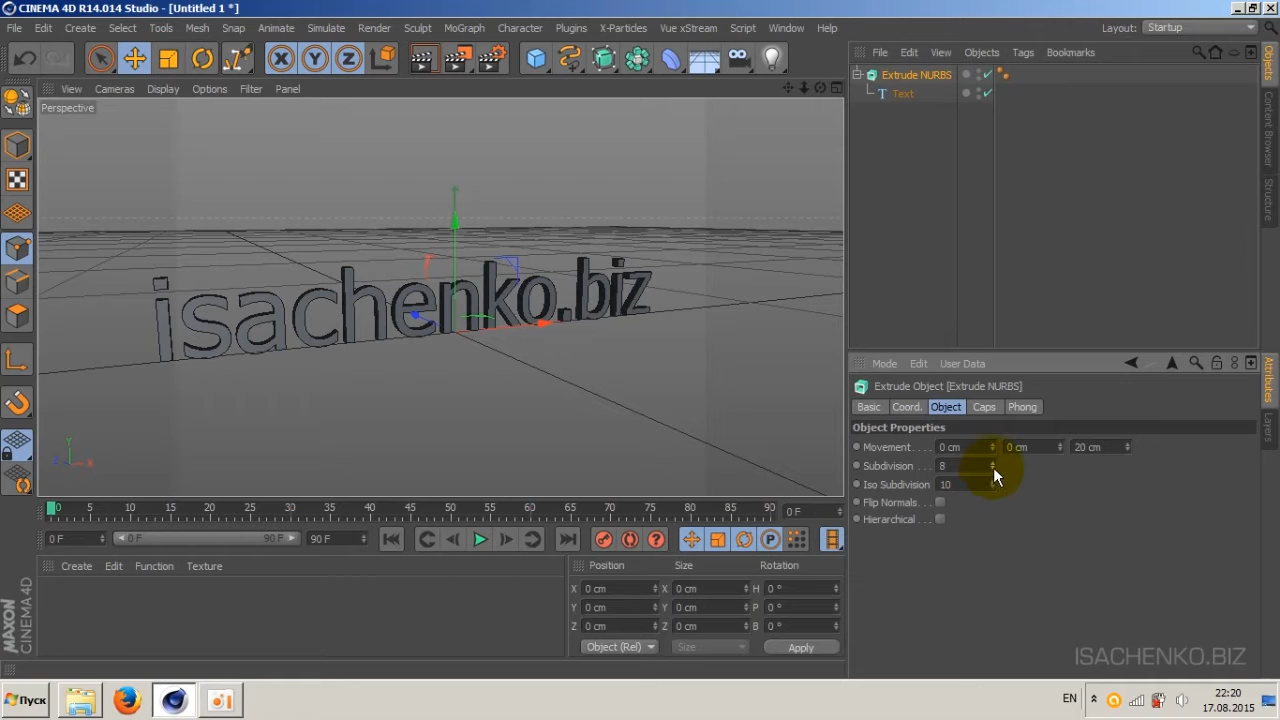 CINEMA 4D R14.014 Studio - [Untitled 1 *]
File Edit Create Select Tools Mesh Snap Animate Simulate Render Sculpt MoGraph Character Plugins X-Particles Vue xStream Script Window Help
Layout: Startup
File Edit View Objects Tags Bookmarks
View Cameras Display Options Filter Panel
Perspective
Extrude NURBS
Text
Objects
Content Browser
Structure
isachenko.biz
Y
X
Z
Mode Edit User Data
Extrude Object [Extrude NURBS]
Basic Coord. Object Caps Phong
Object Properties
Movement . . . . 0 cm 0 cm 20 cm
Subdivision . . . 8
Iso Subdivision 10
Flip Normals . . .
Hierarchical . . .
Attributes
Layers
0 5 10 15 20 25 30 35 40 45 50 55 60 65 70 75 80 85 90 0 F
0 F 0 F 90 F 90 F
Create Edit Function Texture
Position Size Rotation
X 0 cm X 0 cm H 0 °
Y 0 cm Y 0 cm P 0 °
Z 0 cm Z 0 cm B 0 °
Object (Rel) Size Apply
MAXON
CINEMA 4D
ISACHENKO.BIZ
Пуск
EN
22:20
17.08.2015